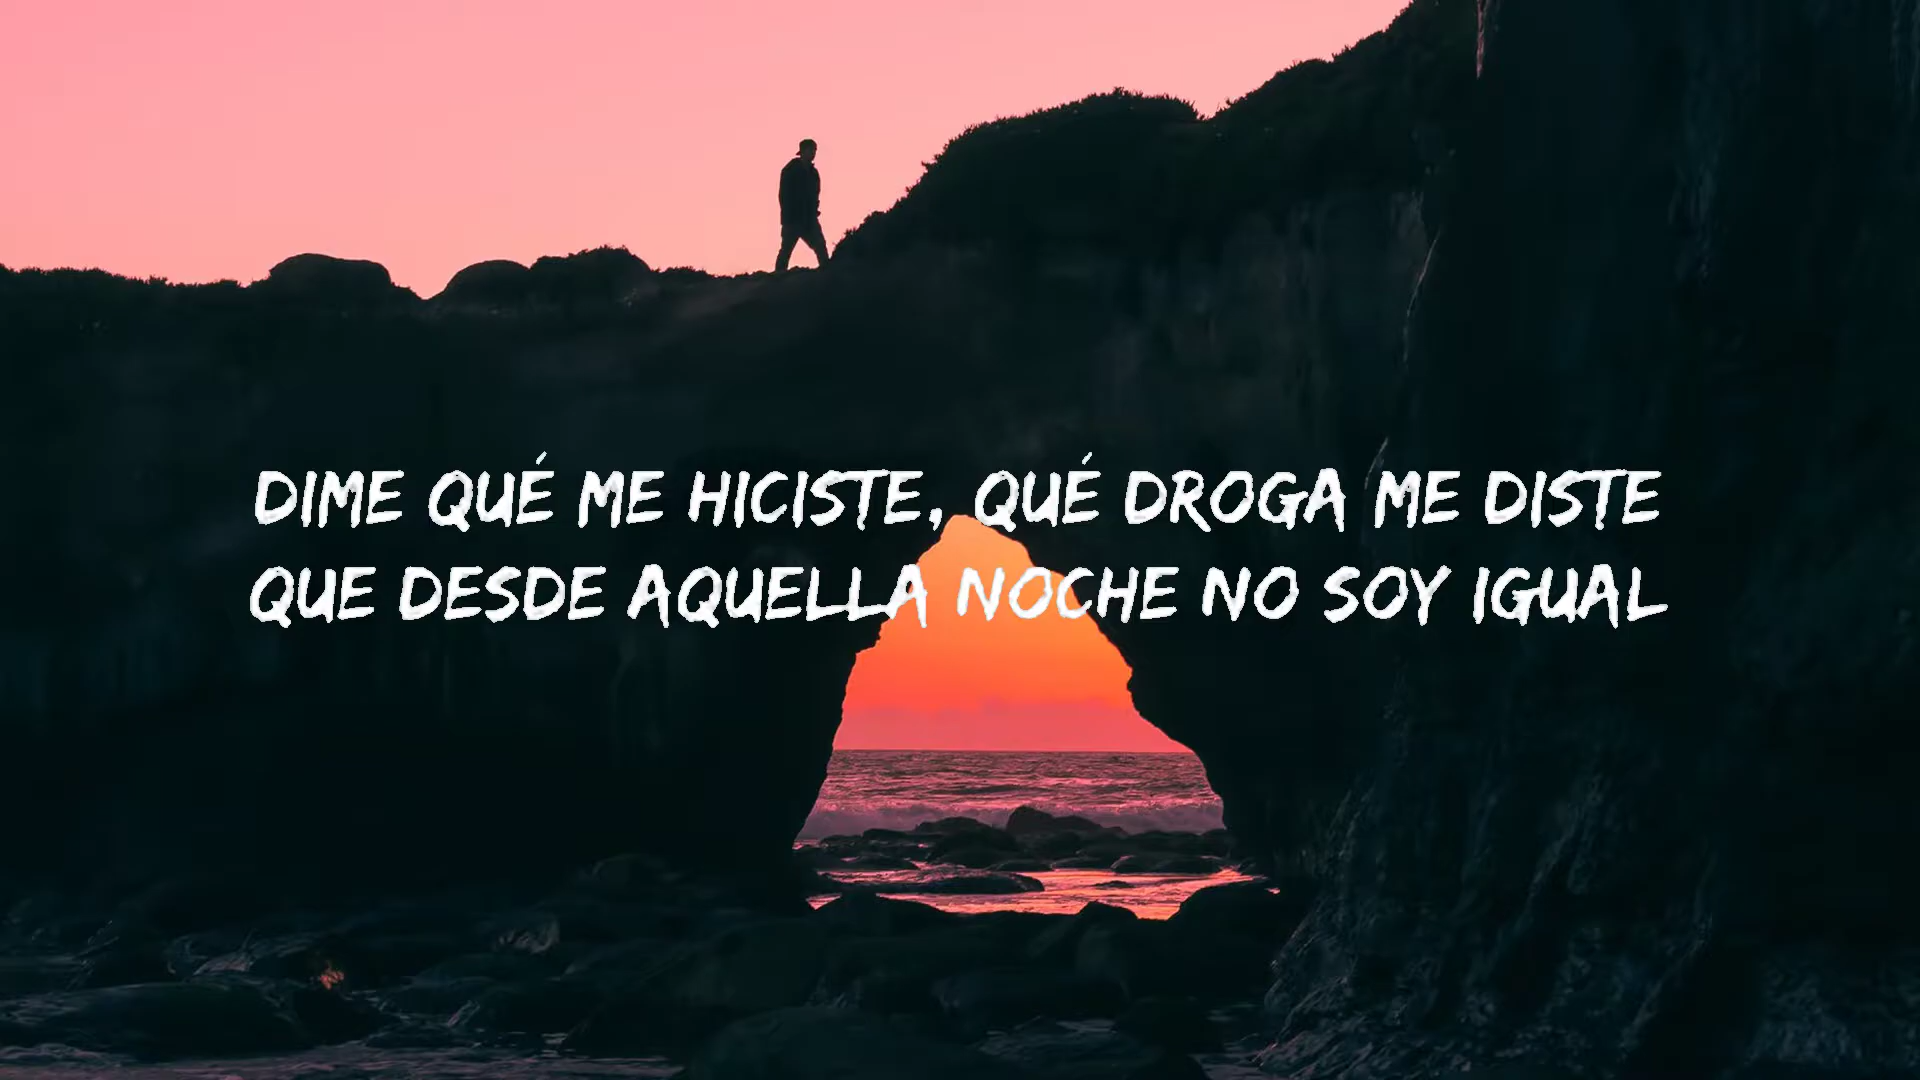 DIME QUÉ ME HICISTE, QUÉ DROGA ME DISTE
QUE DESDE AQUELLA NOCHE NO SOY IGUAL